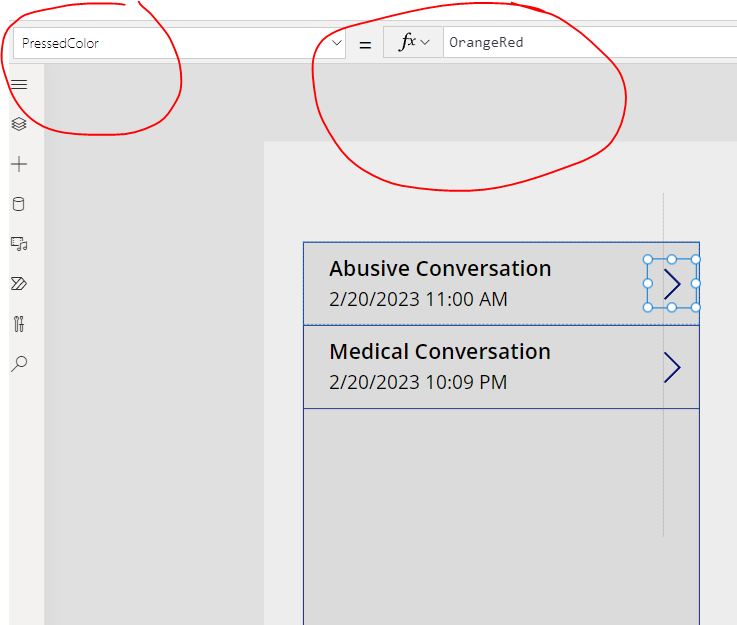 PressedColor = fx OrangeRed
Abusive Conversation
2/20/2023 11:00 AM
Medical Conversation
2/20/2023 10:09 PM